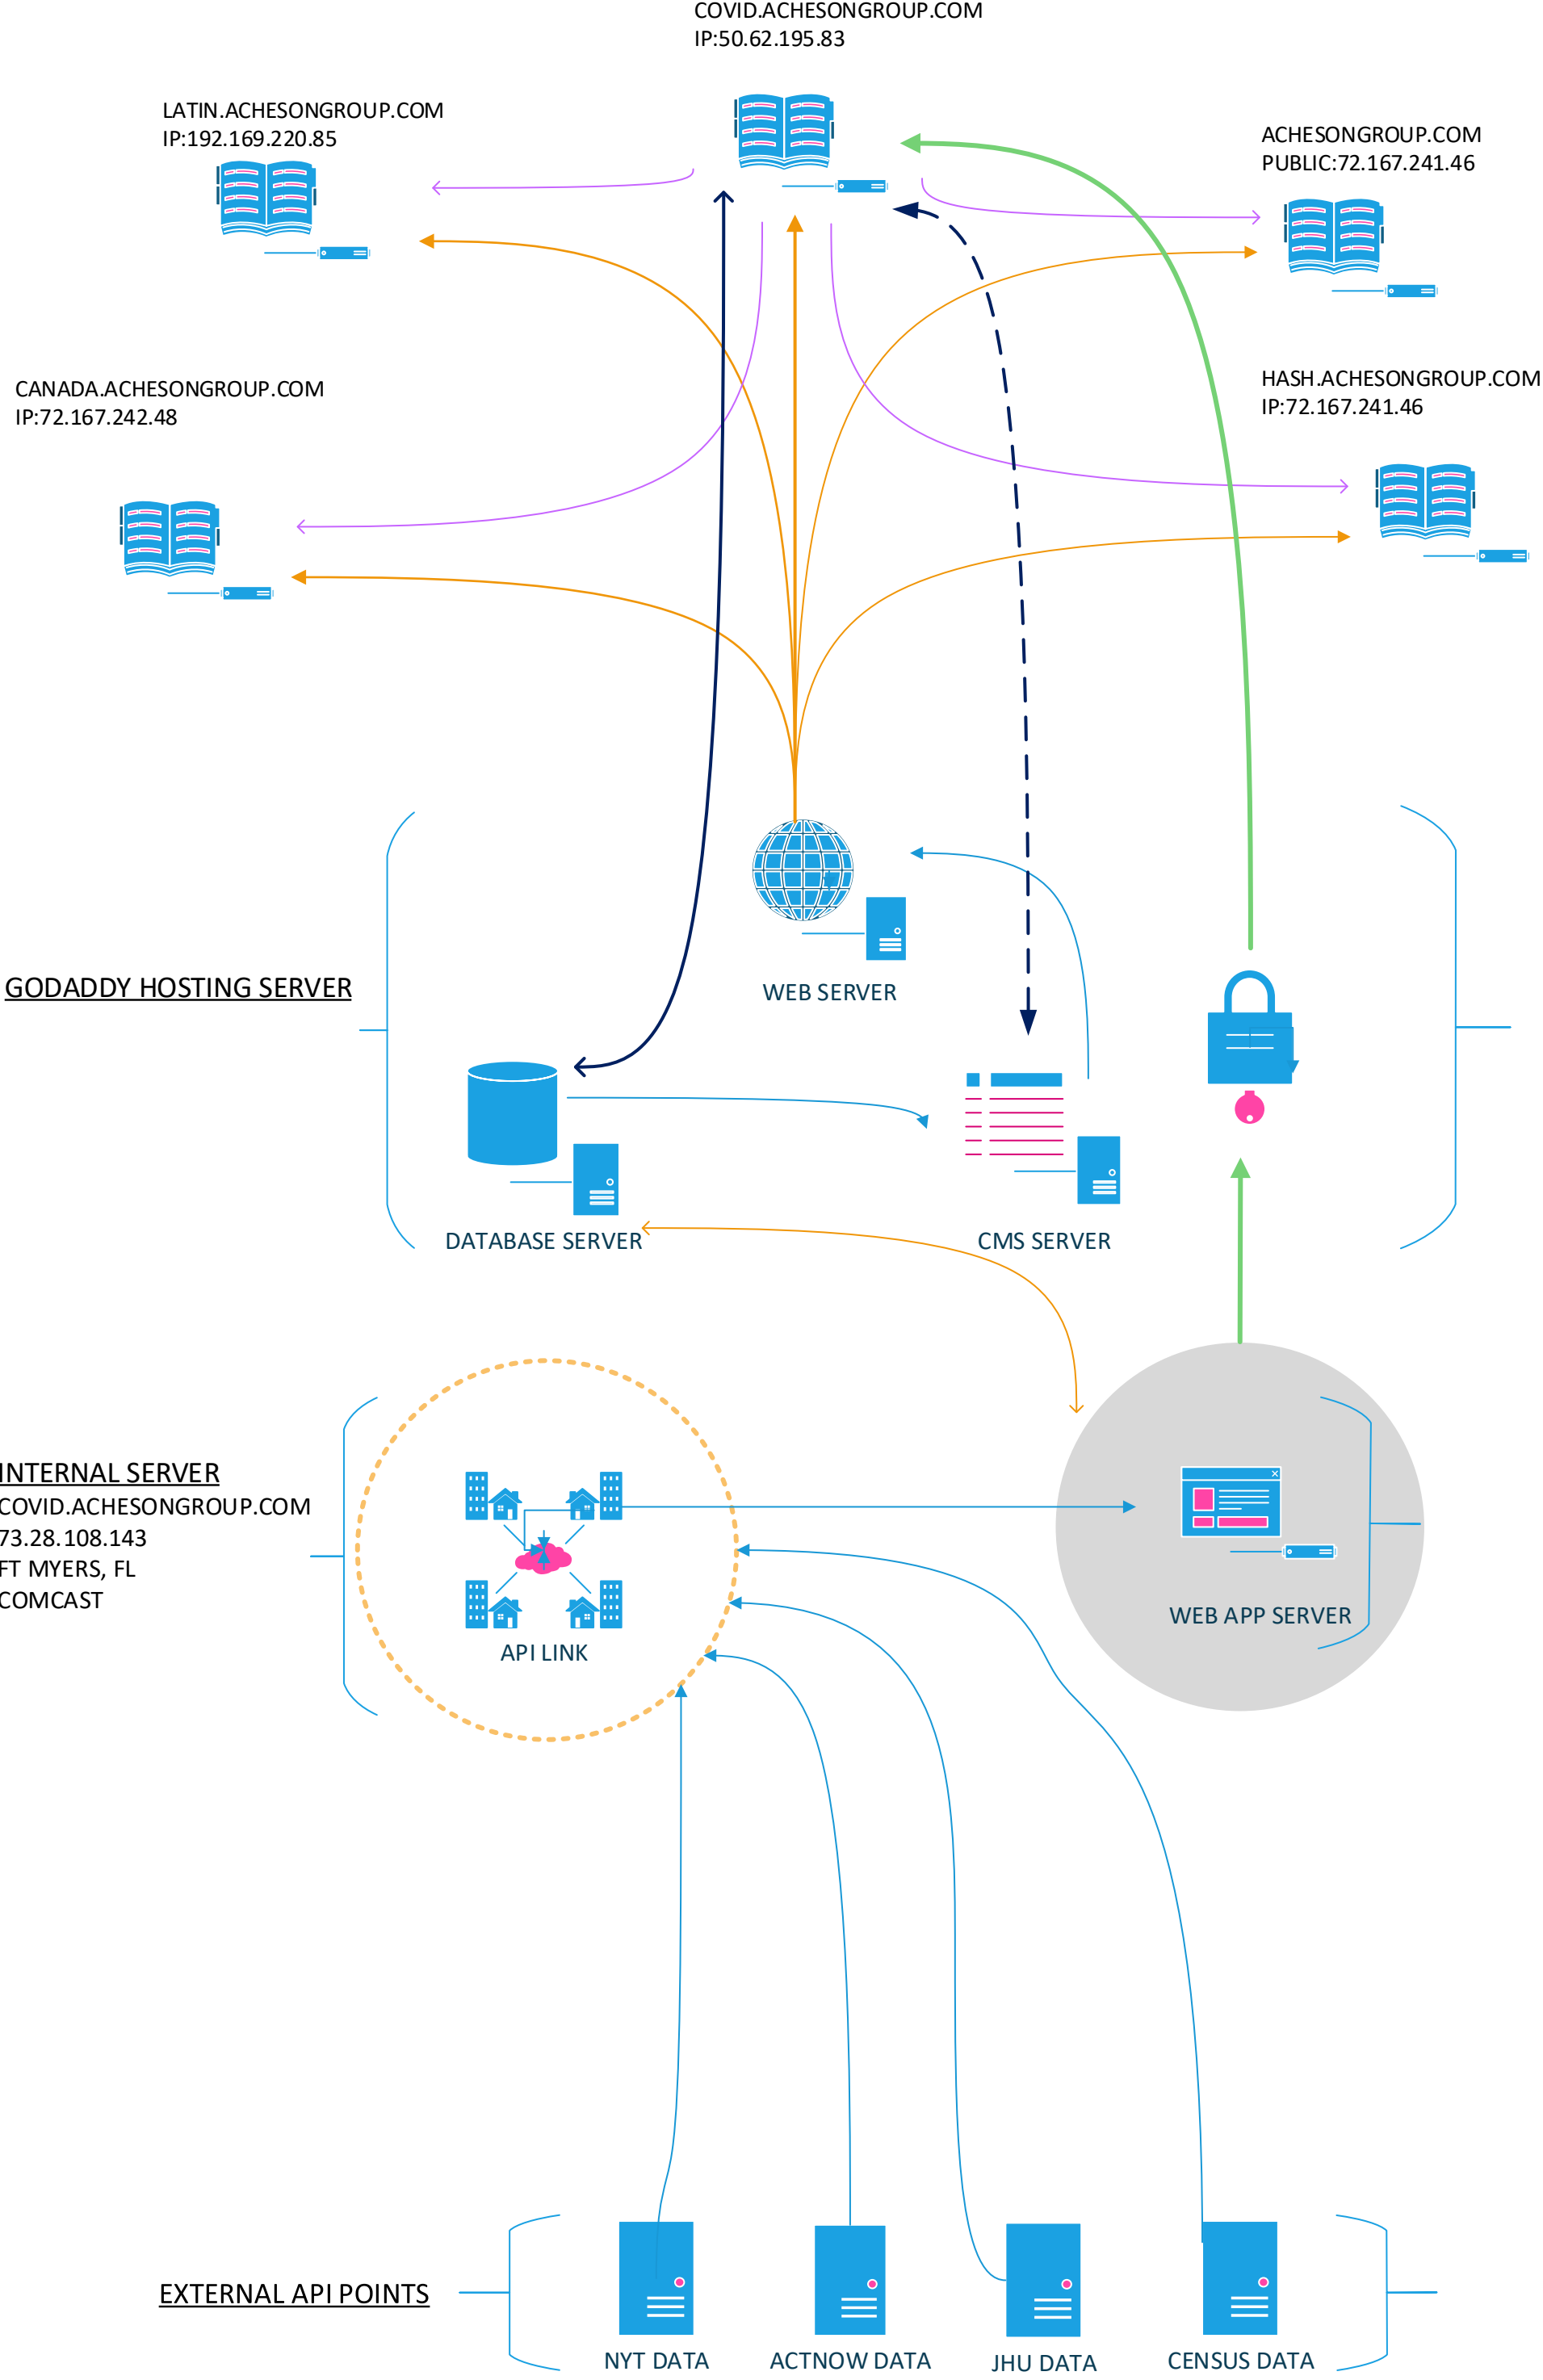 COVID.ACHESONGROUP.COM
IP:50.62.195.83
LATIN.ACHESONGROUP.COM
IP:192.169.220.85
ACHESONGROUP.COM
PUBLIC:72.167.241.46
CANADA.ACHESONGROUP.COM
IP:72.167.242.48
HASH.ACHESONGROUP.COM
IP:72.167.241.46
GODADDY HOSTING SERVER
WEB SERVER
DATABASE SERVER
CMS SERVER
INTERNAL SERVER
COVID.ACHESONGROUP.COM
73.28.108.143
FT MYERS, FL
COMCAST
API LINK
WEB APP SERVER
EXTERNAL API POINTS
NYT DATA
ACTNOW DATA
JHU DATA
CENSUS DATA